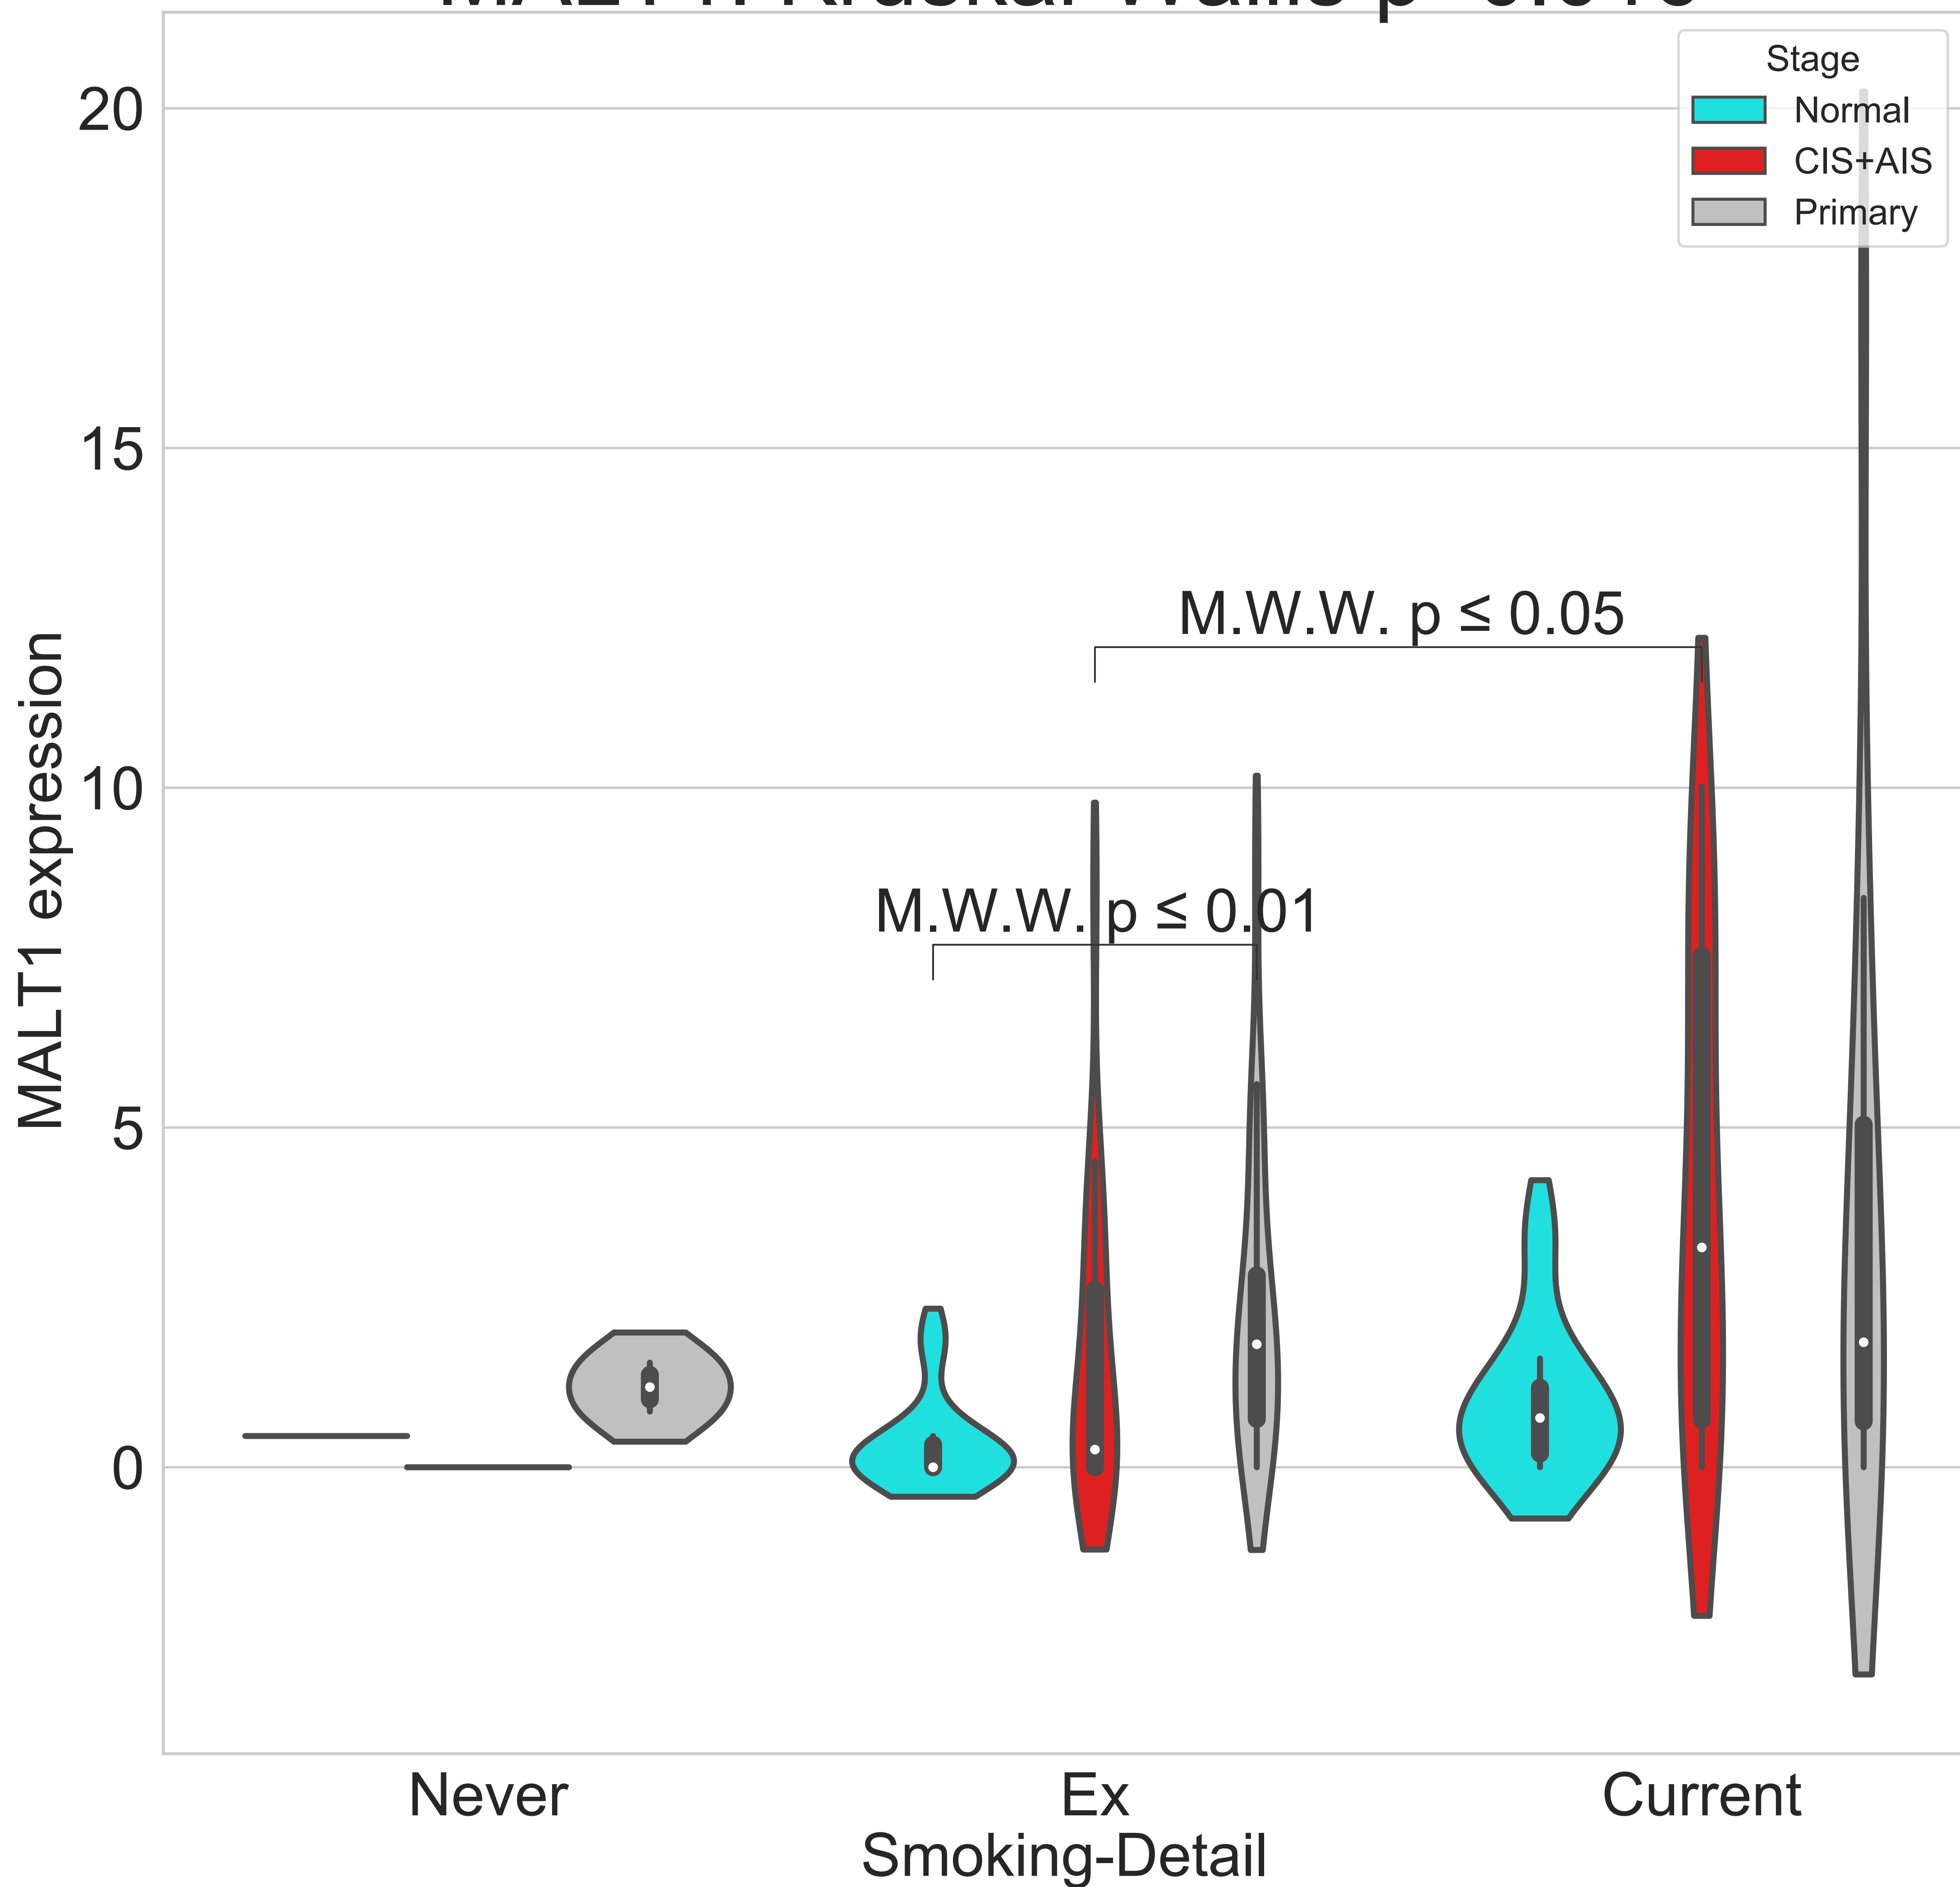 Stage
Normal
CIS+AIS
Primary
20
15
10
5
0
MALT1 expression
M.W.W. p ≤ 0.05
M.W.W. p ≤ 0.01
Never
Ex
Current
Smoking-Detail